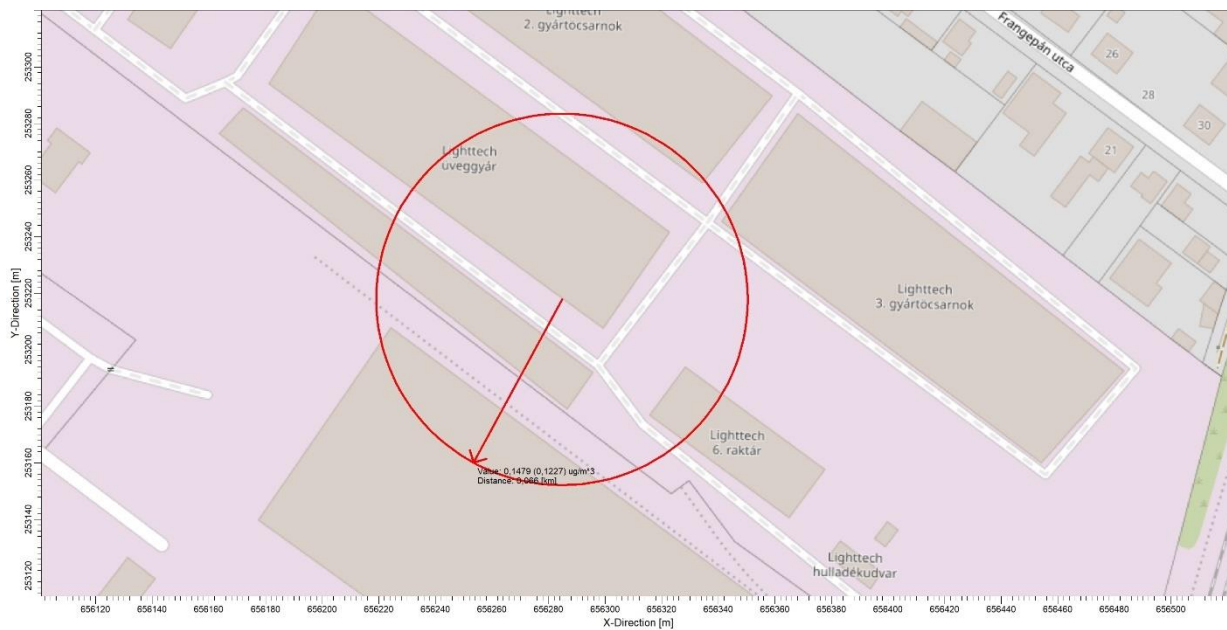 Lighttech
2. gyártócsarnok
Frangepán utca
26
28
30
21
Lighttech
üveggyár
Lighttech
3. gyártócsarnok
Lighttech
6. raktár
Lighttech
hulladékudvar
Value: 0,1479 (0,1227) ug/m^3
Distance: 0,066 [km]
Y-Direction [m]
253300
253280
253260
253240
253220
253200
253180
253160
253140
253120
656120 656140 656160 656180 656200 656220 656240 656260 656280 656300 656320 656340 656360 656380 656400 656420 656440 656460 656480 656500
X-Direction [m]